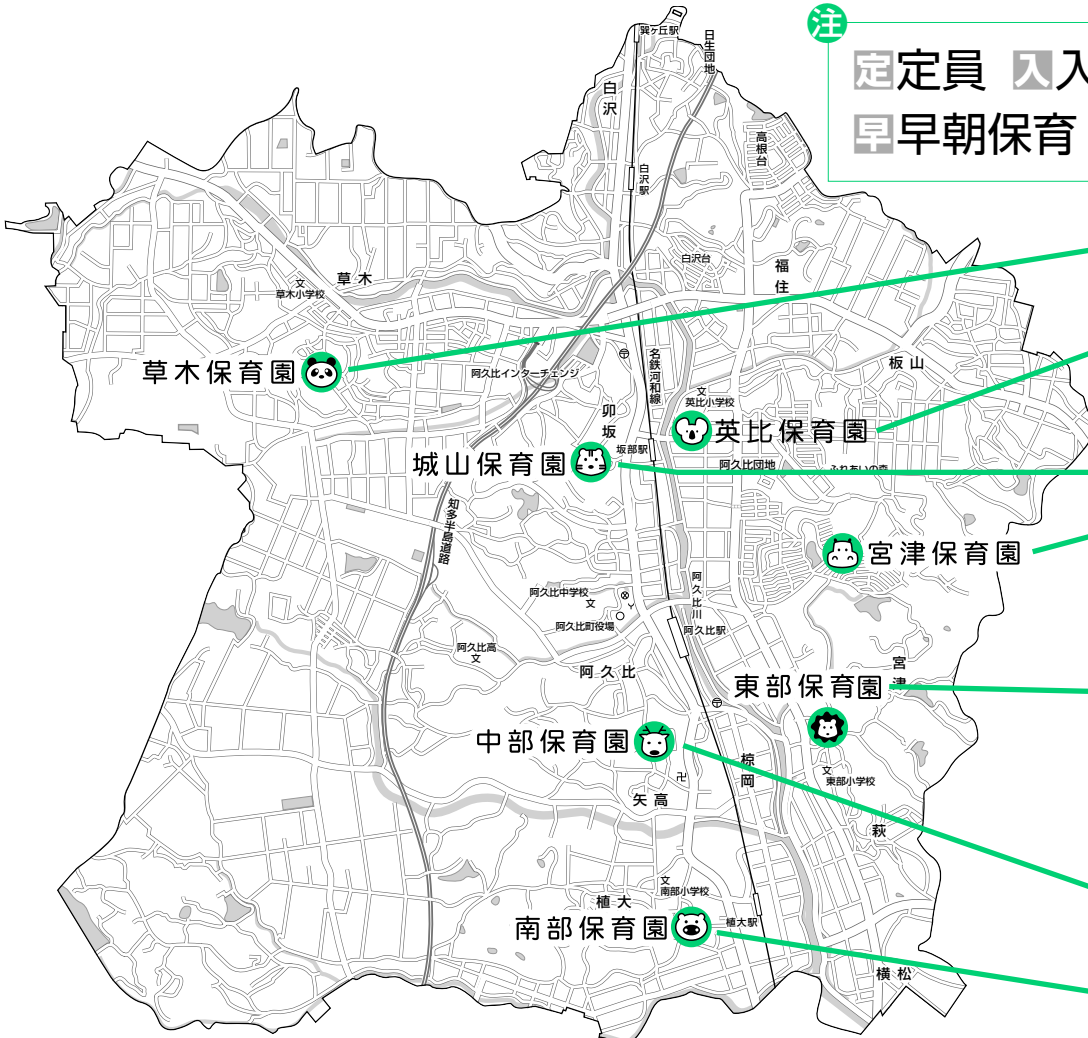 注
定定員 入入
早早朝保育
巽ヶ丘駅
日生団地
白沢
高根台
白沢駅
白沢台
福住
草木
文
草木小学校
草木保育園
阿久比インターチェンジ
名鉄河和線
板山
文
英比小学校
卯坂
英比保育園
坂部駅
城山保育園
阿久比団地
ふれあいの森
知多半島道路
宮津保育園
阿久比中学校
文
阿久比川
阿久比町役場
阿久比駅
阿久比高
文
阿久比
宮津
東部保育園
中部保育園
椋岡
文
東部小学校
矢高
萩
文
南部小学校
植大
植大駅
南部保育園
横松